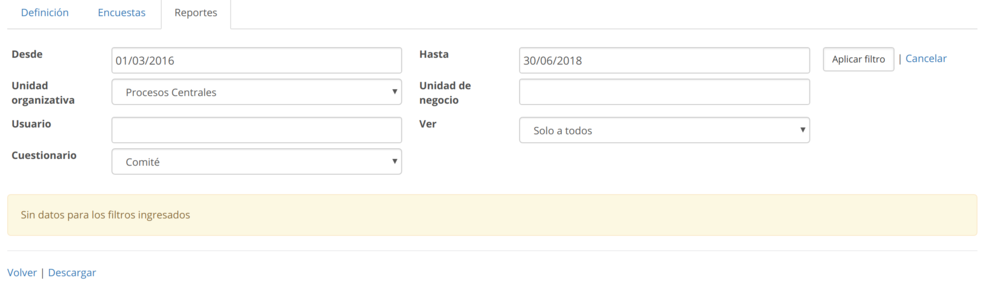 Definición Encuestas Reportes
Desde 01/03/2016 Hasta 30/06/2018 Aplicar filtro | Cancelar
Unidad organizativa Procesos Centrales Unidad de negocio
Usuario Ver Solo a todos
Cuestionario Comité
Sin datos para los filtros ingresados
Volver | Descargar